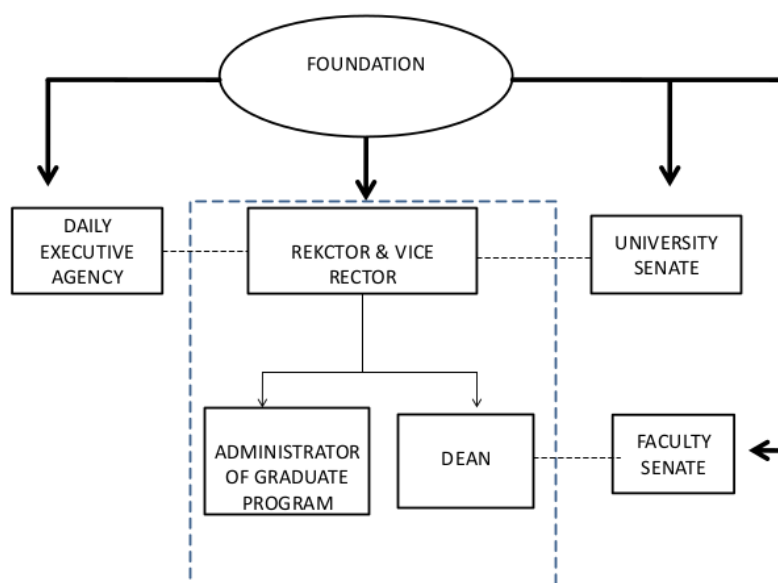 FOUNDATION
DAILY
EXECUTIVE
AGENCY
REKCTOR & VICE
RECTOR
UNIVERSITY
SENATE
ADMINISTRATOR
OF GRADUATE
PROGRAM
DEAN
FACULTY
SENATE